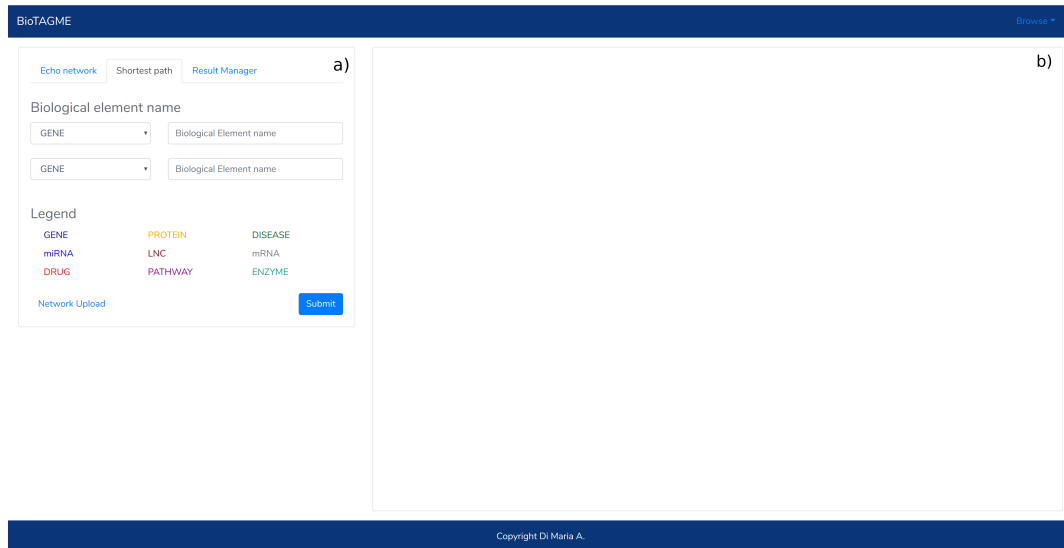 BioTAGME Browse
Echo network Shortest path Result Manager a) b)
Biological element name
GENE Biological Element name
GENE Biological Element name
Legend
GENE PROTEIN DISEASE
miRNA LNC mRNA
DRUG PATHWAY ENZYME
Network Upload Submit
Copyright Di Maria A.